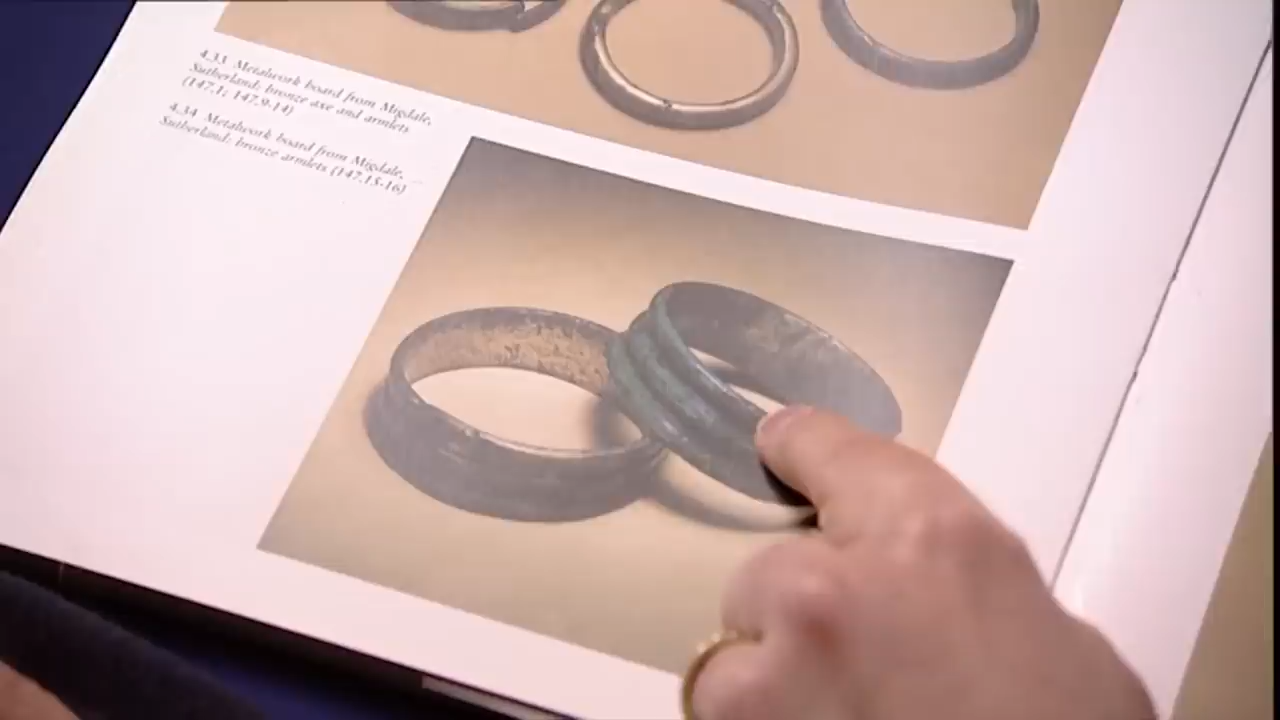 4.33 Metalwork hoard from Migdale,
Sutherland: bronze axe and armlets
(147.1; 147.9-14)
4.34 Metalwork hoard from Migdale,
Sutherland: bronze armlets (147.15-16)